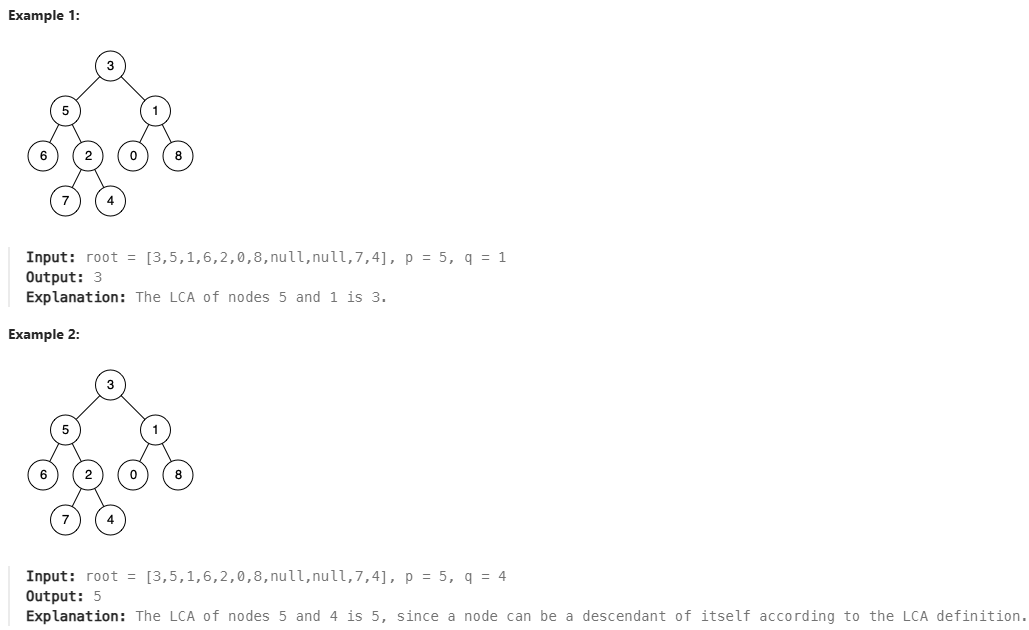 Example 1:
3
5 1
6 2 0 8
7 4
Input: root = [3,5,1,6,2,0,8,null,null,7,4], p = 5, q = 1
Output: 3
Explanation: The LCA of nodes 5 and 1 is 3.
Example 2:
3
5 1
6 2 0 8
7 4
Input: root = [3,5,1,6,2,0,8,null,null,7,4], p = 5, q = 4
Output: 5
Explanation: The LCA of nodes 5 and 4 is 5, since a node can be a descendant of itself according to the LCA definition.